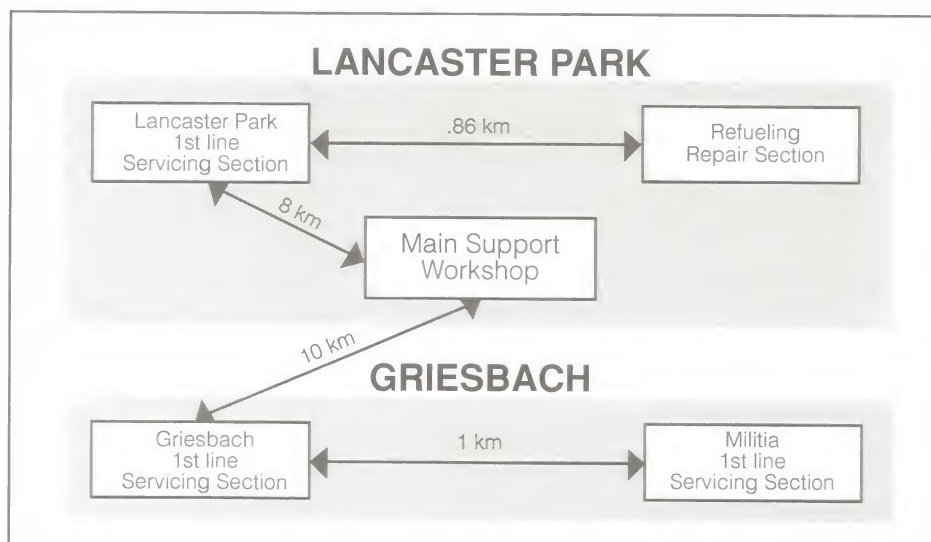 LANCASTER PARK
Lancaster Park
1st line
Servicing Section
.86 km
Refueling
Repair Section
8 km
Main Support
Workshop
10 km
GRIESBACH
Griesbach
1st line
Servicing Section
1 km
Militia
1st line
Servicing Section